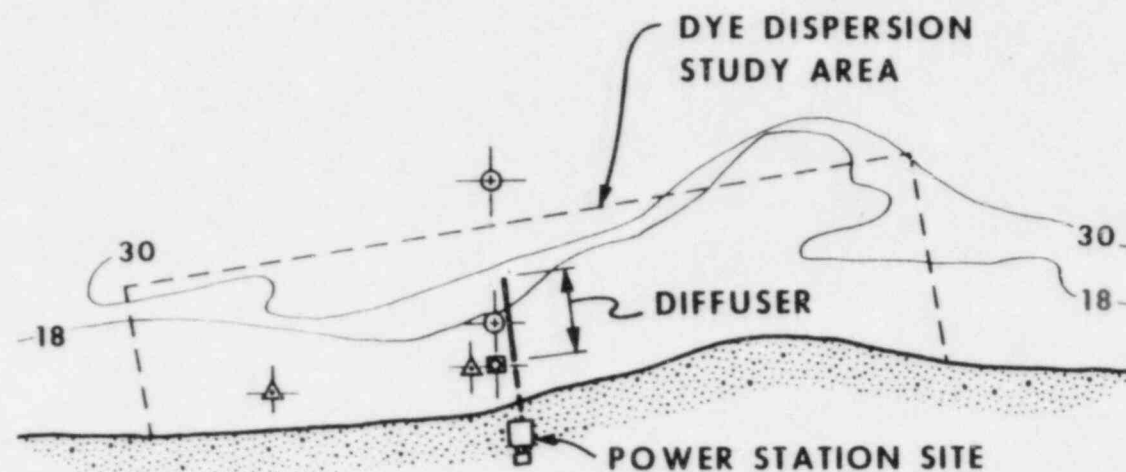 DYE DISPERSION
STUDY AREA
30
30
18
DIFFUSER
18
POWER STATION SITE